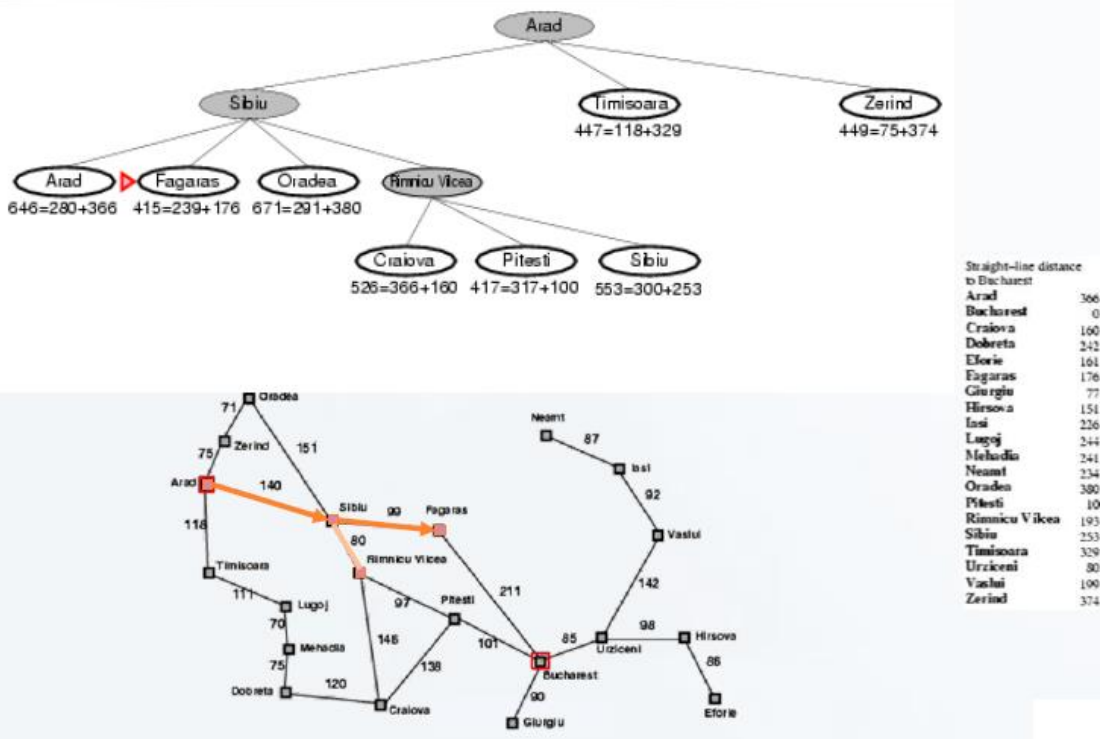 Arad
Sibiu
Timisoara
Zerind
447=118+329
449=75+374
Arad
Fagaras
Oradea
Rimnicu Vilcea
646=280+366
415=239+176
671=291+380
Craiova
Pitesti
Sibiu
526=366+160
417=317+100
553=300+253
Straight-line distance
to Bucharest
Arad 366
Bucharest 0
Craiova 160
Dobreta 242
Eforie 161
Fagaras 176
Giurgiu 77
Hirsova 151
Iasi 226
Lugoj 244
Mehadia 241
Neamt 234
Oradea 380
Pitesti 10
Rimnicu Vilcea 193
Sibiu 253
Timisoara 329
Urziceni 80
Vaslui 199
Zerind 374
Oradea
71
Neamt
Zerind
87
151
75
Iasi
Arad
140
92
Sibiu
99
Fagaras
118
80
Vaslui
Rimnicu Vilcea
Timisoara
142
111
Lugoj
97
Pitesti
211
70
98
Hirsova
146
85
Mehadia
101
Urziceni
75
138
86
120
Bucharest
Dobreta
90
Craiova
Eforie
Giurgiu